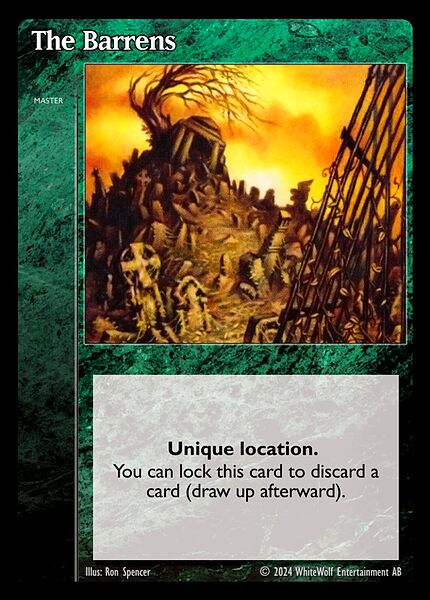 The Barrens
MASTER
Unique location.
You can lock this card to discard a
card (draw up afterward).
Illus: Ron Spencer © 2024 WhiteWolf Entertainment AB